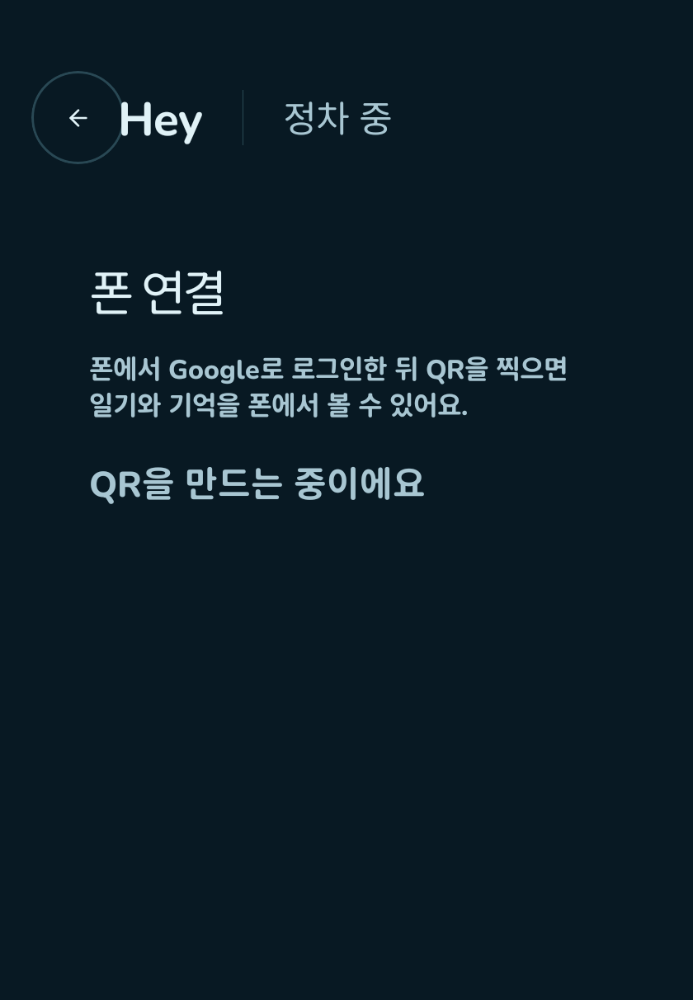 Hey
정차 중
폰 연결
폰에서 Google로 로그인한 뒤 QR을 찍으면
일기와 기억을 폰에서 볼 수 있어요.
QR을 만드는 중이에요